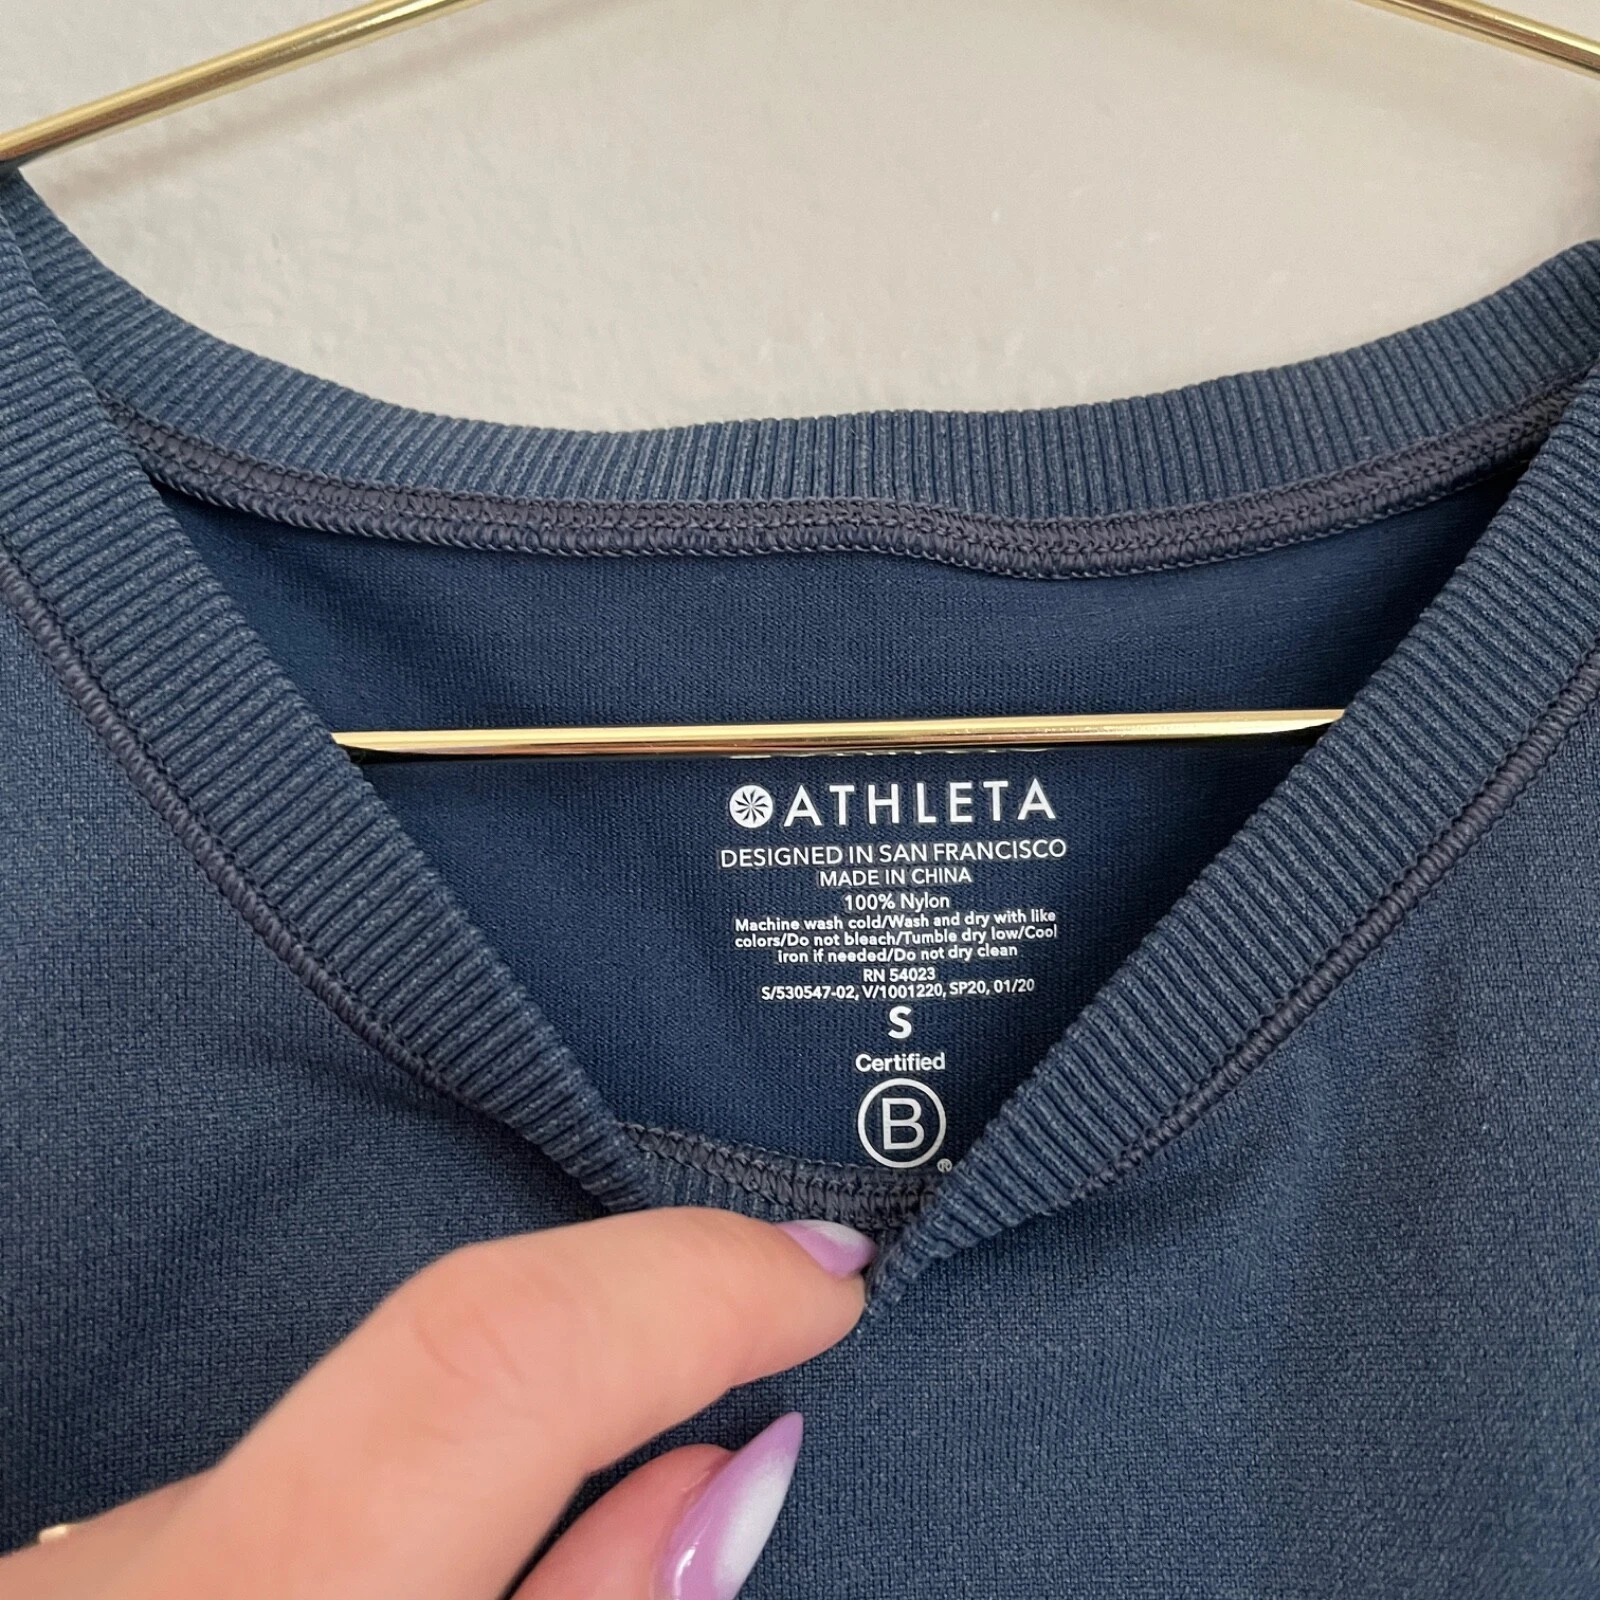 ATHLETA
DESIGNED IN SAN FRANCISCO
MADE IN CHINA
100% Nylon
Machine wash cold/Wash and dry with like
colors/Do not bleach/Tumble dry low/Cool
iron if needed/Do not dry clean
RN 54023
S/530547-02, V/1001220, SP20, 01/20
S
Certified
B
®